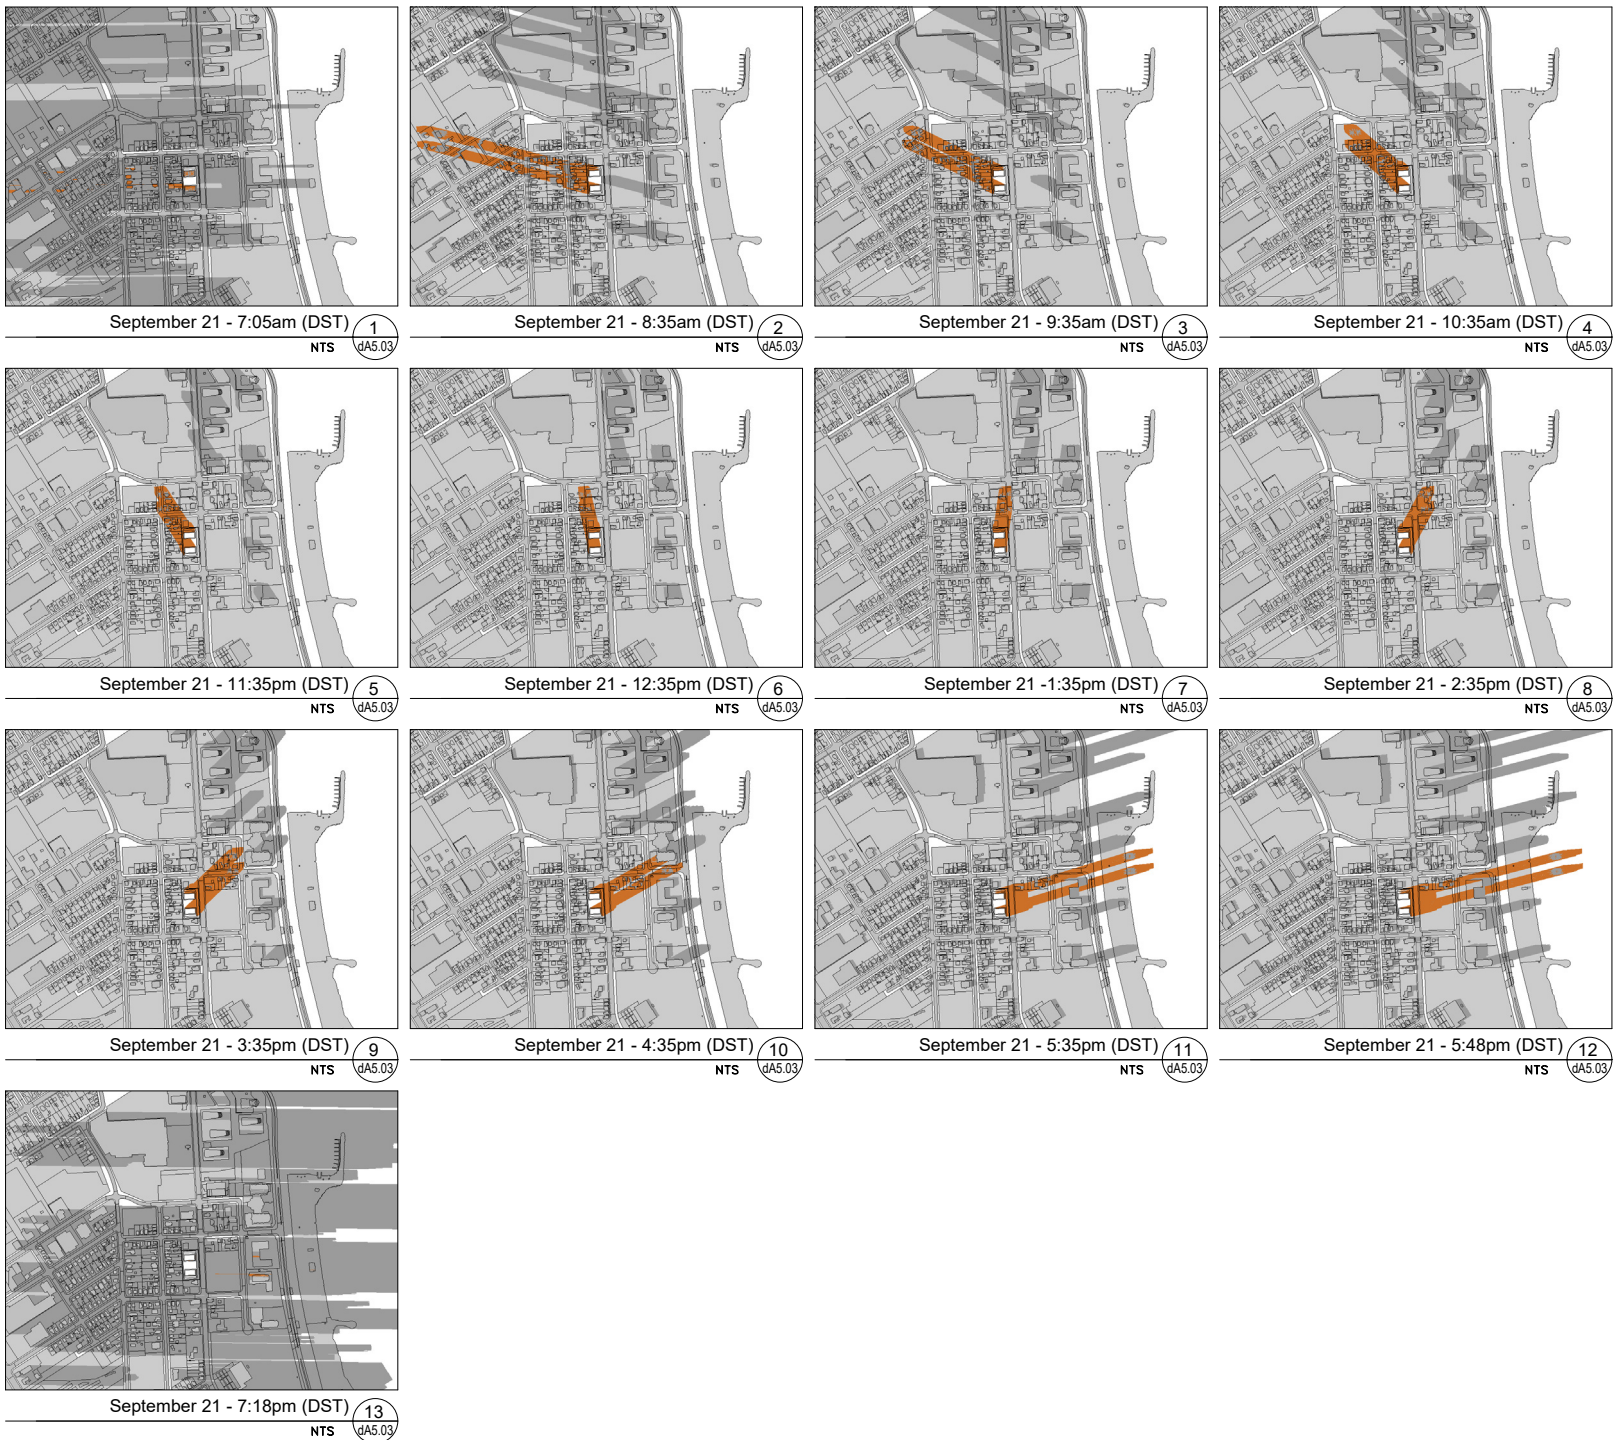 September 21 - 7:05am (DST) 1
NTS dA5.03
September 21 - 8:35am (DST) 2
NTS dA5.03
September 21 - 9:35am (DST) 3
NTS dA5.03
September 21 - 10:35am (DST) 4
NTS dA5.03
September 21 - 11:35pm (DST) 5
NTS dA5.03
September 21 - 12:35pm (DST) 6
NTS dA5.03
September 21 -1:35pm (DST) 7
NTS dA5.03
September 21 - 2:35pm (DST) 8
NTS dA5.03
September 21 - 3:35pm (DST) 9
NTS dA5.03
September 21 - 4:35pm (DST) 10
NTS dA5.03
September 21 - 5:35pm (DST) 11
NTS dA5.03
September 21 - 5:48pm (DST) 12
NTS dA5.03
September 21 - 7:18pm (DST) 13
NTS dA5.03